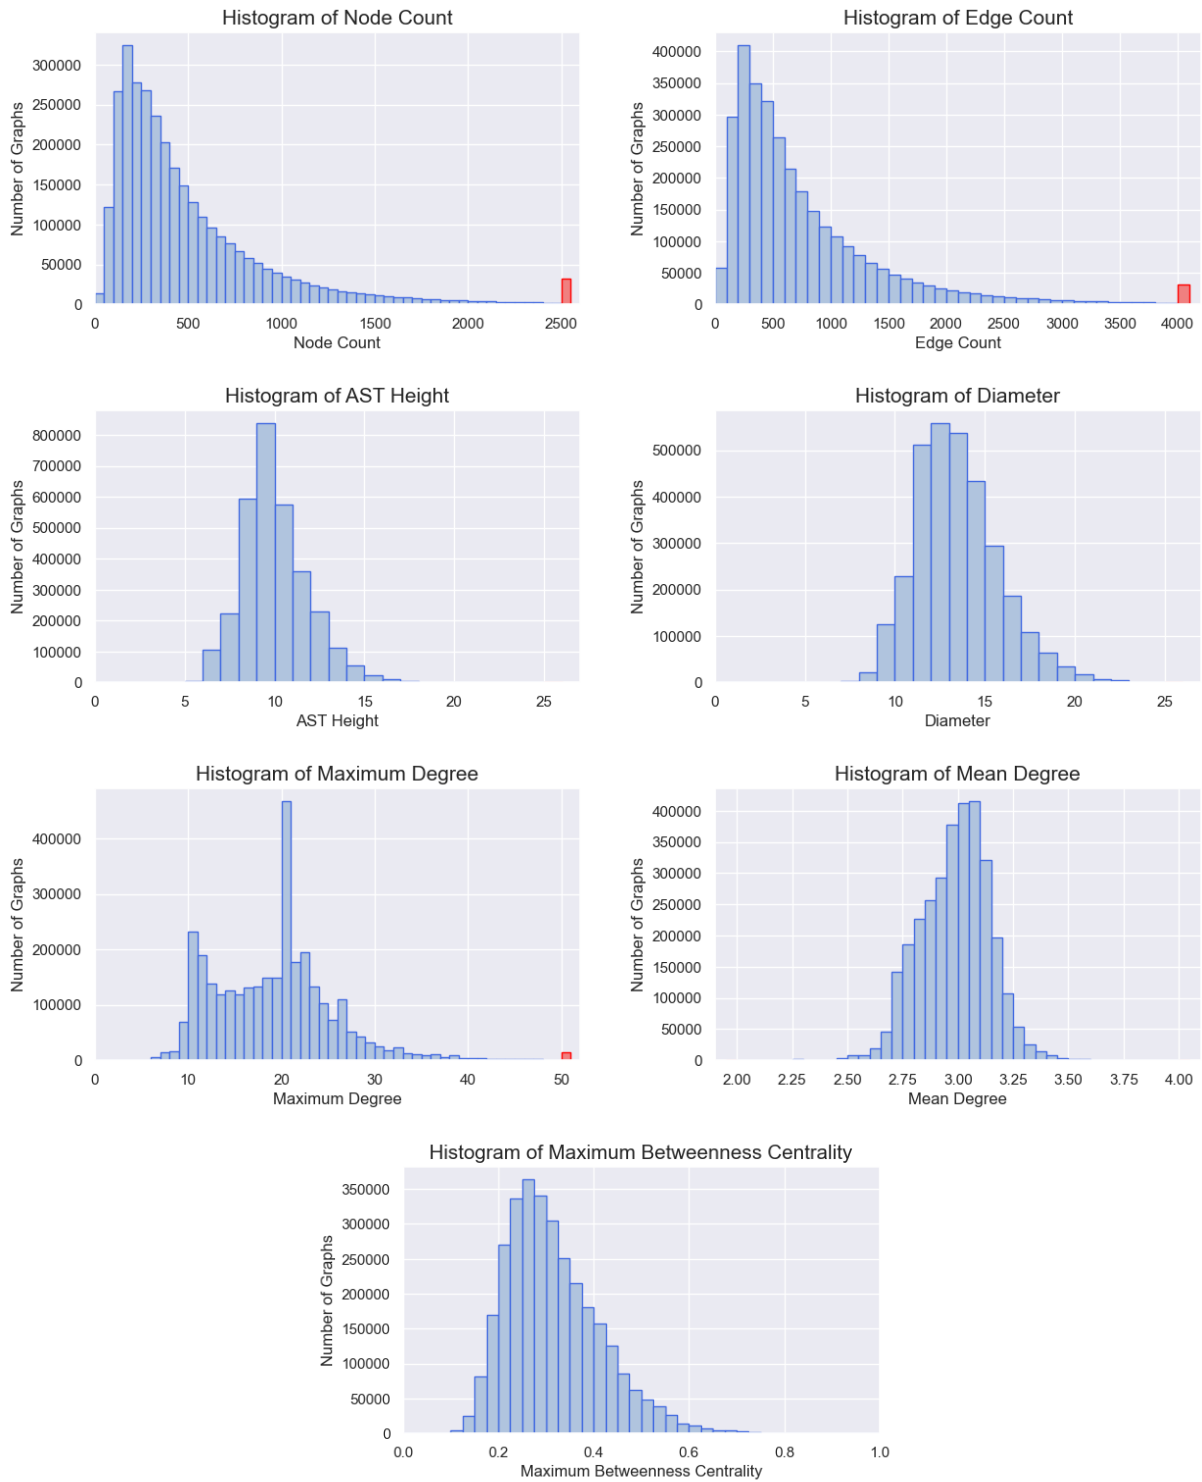 Histogram of Node Count
Number of Graphs
300000
250000
200000
150000
100000
50000
0
0 500 1000 1500 2000 2500
Node Count
Histogram of Edge Count
Number of Graphs
400000
350000
300000
250000
200000
150000
100000
50000
0
0 500 1000 1500 2000 2500 3000 3500 4000
Edge Count
Histogram of AST Height
Number of Graphs
800000
700000
600000
500000
400000
300000
200000
100000
0
0 5 10 15 20 25
AST Height
Histogram of Diameter
Number of Graphs
500000
400000
300000
200000
100000
0
0 5 10 15 20 25
Diameter
Histogram of Maximum Degree
Number of Graphs
400000
300000
200000
100000
0
0 10 20 30 40 50
Maximum Degree
Histogram of Mean Degree
Number of Graphs
400000
350000
300000
250000
200000
150000
100000
50000
0
2.00 2.25 2.50 2.75 3.00 3.25 3.50 3.75 4.00
Mean Degree
Histogram of Maximum Betweenness Centrality
Number of Graphs
350000
300000
250000
200000
150000
100000
50000
0
0.0 0.2 0.4 0.6 0.8 1.0
Maximum Betweenness Centrality